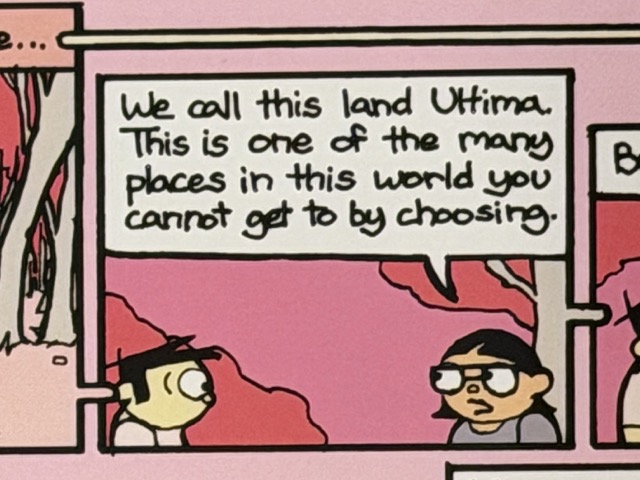 We call this land Ultima.
This is one of the many
places in this world you
cannot get to by choosing.